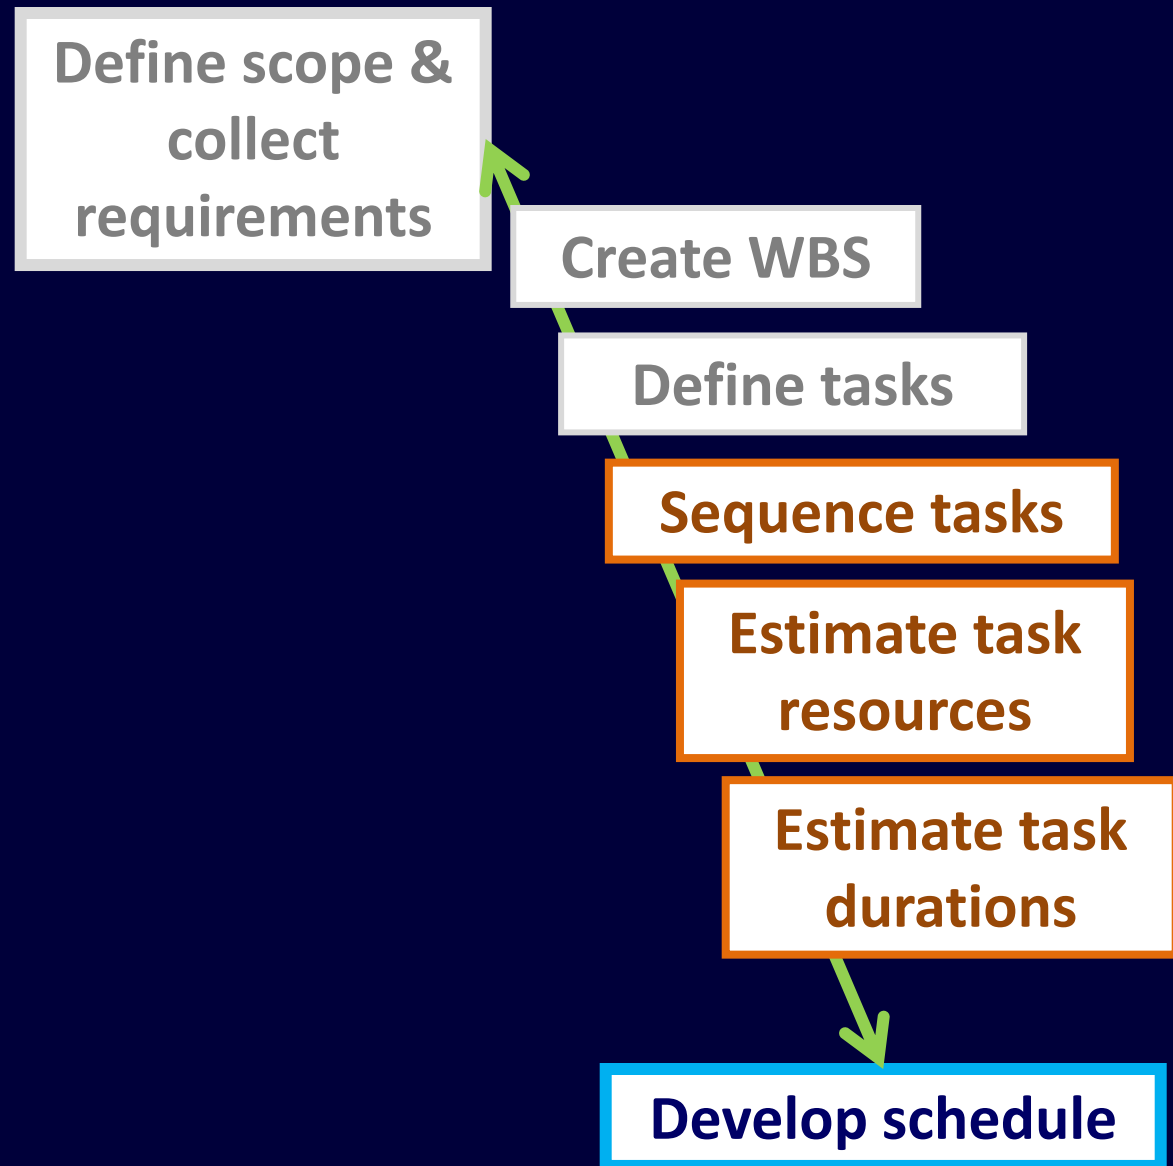 Define scope &
collect
requirements
Create WBS
Define tasks
Sequence tasks
Estimate task
resources
Estimate task
durations
Develop schedule